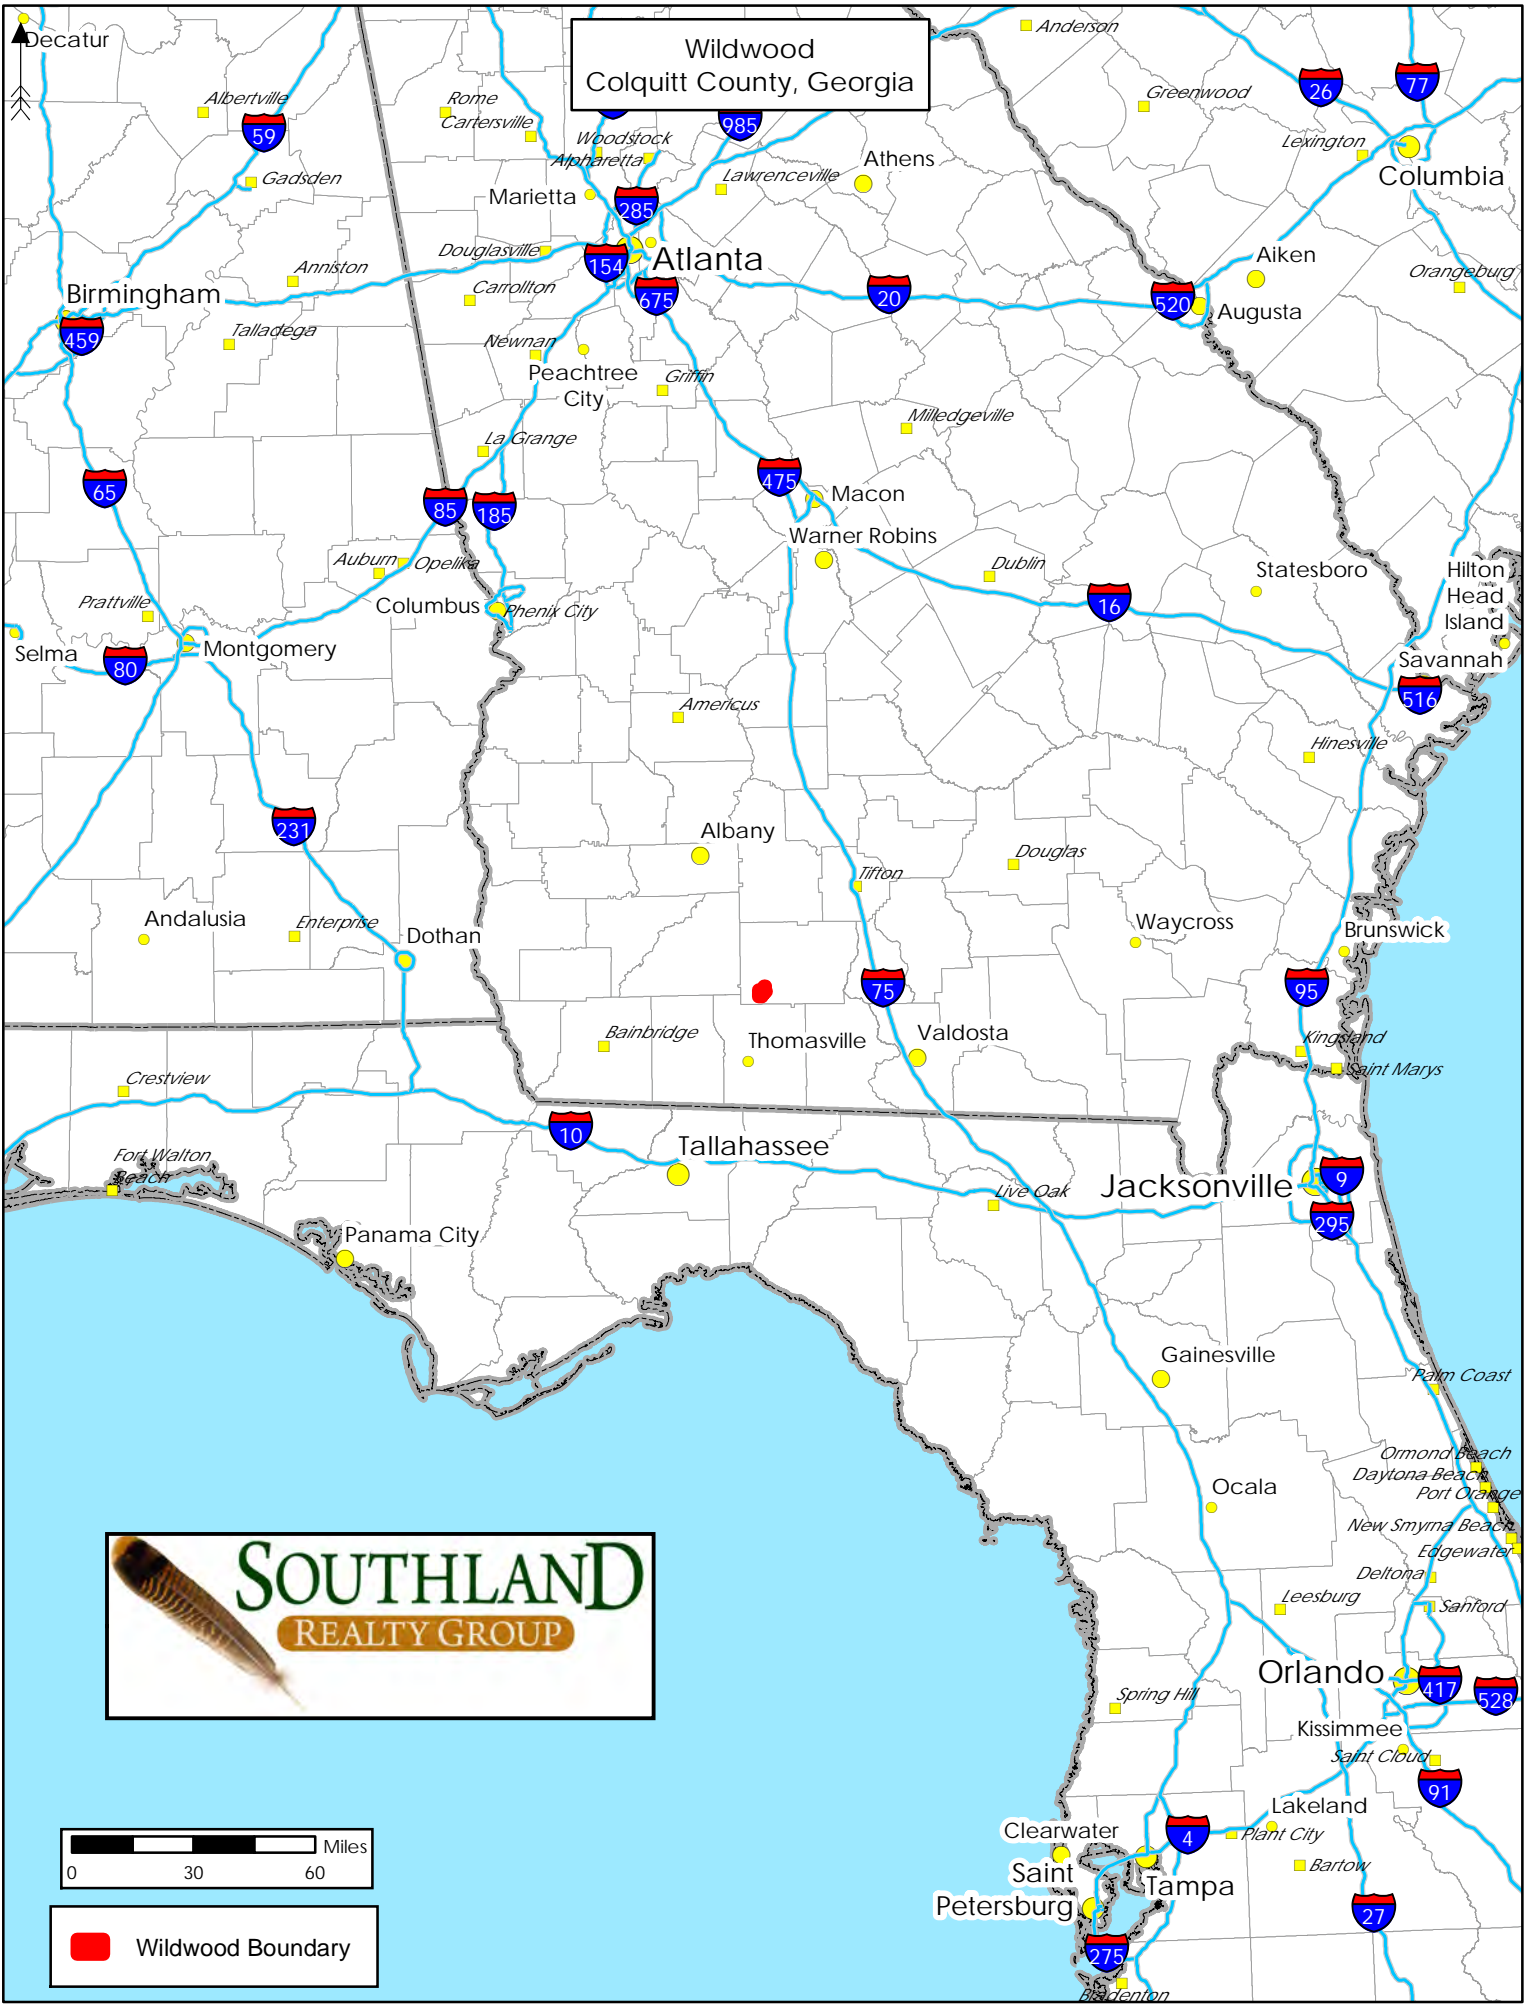 Wildwood
Colquitt County, Georgia
Decatur
Anderson
Albertville
Rome
Cartersville
Woodstock
Alpharetta
985
Greenwood
26
77
59
Athens
Lexington
Columbia
Gadsden
Marietta
Lawrenceville
285
Douglasville
154
Atlanta
Aiken
Orangeburg
Anniston
Birmingham
Carrollton
675
20
520
Augusta
459
Talladega
Newnan
Peachtree
City
Griffin
Milledgeville
La Grange
65
85
185
475
Macon
Warner Robins
Auburn
Opelika
Dublin
Statesboro
Hilton
Head
Island
Prattville
Columbus
Phenix City
16
Selma
80
Montgomery
Savannah
516
Americus
Hinesville
231
Albany
Douglas
Tifton
Andalusia
Enterprise
Dothan
Waycross
Brunswick
75
95
Bainbridge
Thomasville
Valdosta
Kingsland
Saint Marys
Crestview
10
Tallahassee
Fort Walton
Beach
Live Oak
Jacksonville
9
295
Panama City
Gainesville
Palm Coast
Ormond Beach
Daytona Beach
Port Orange
Ocala
New Smyrna Beach
Edgewater
Deltona
Leesburg
Sanford
SOUTHLAND
REALTY GROUP
Orlando
417
528
Spring Hill
Kissimmee
Saint Cloud
91
Lakeland
Clearwater
4
Plant City
Bartow
Saint
Petersburg
Tampa
27
275
Bradenton
Miles
0 30 60
Wildwood Boundary